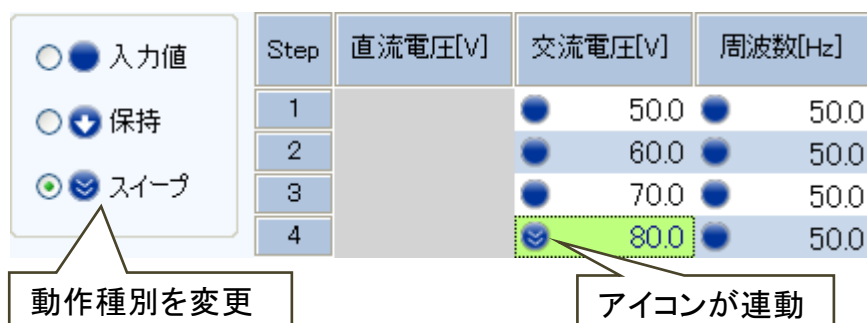 入力値
保持
スイープ
Step 直流電圧[V] 交流電圧[V] 周波数[Hz]
1 50.0 50.0
2 60.0 50.0
3 70.0 50.0
4 80.0 50.0
動作種別を変更
アイコンが連動